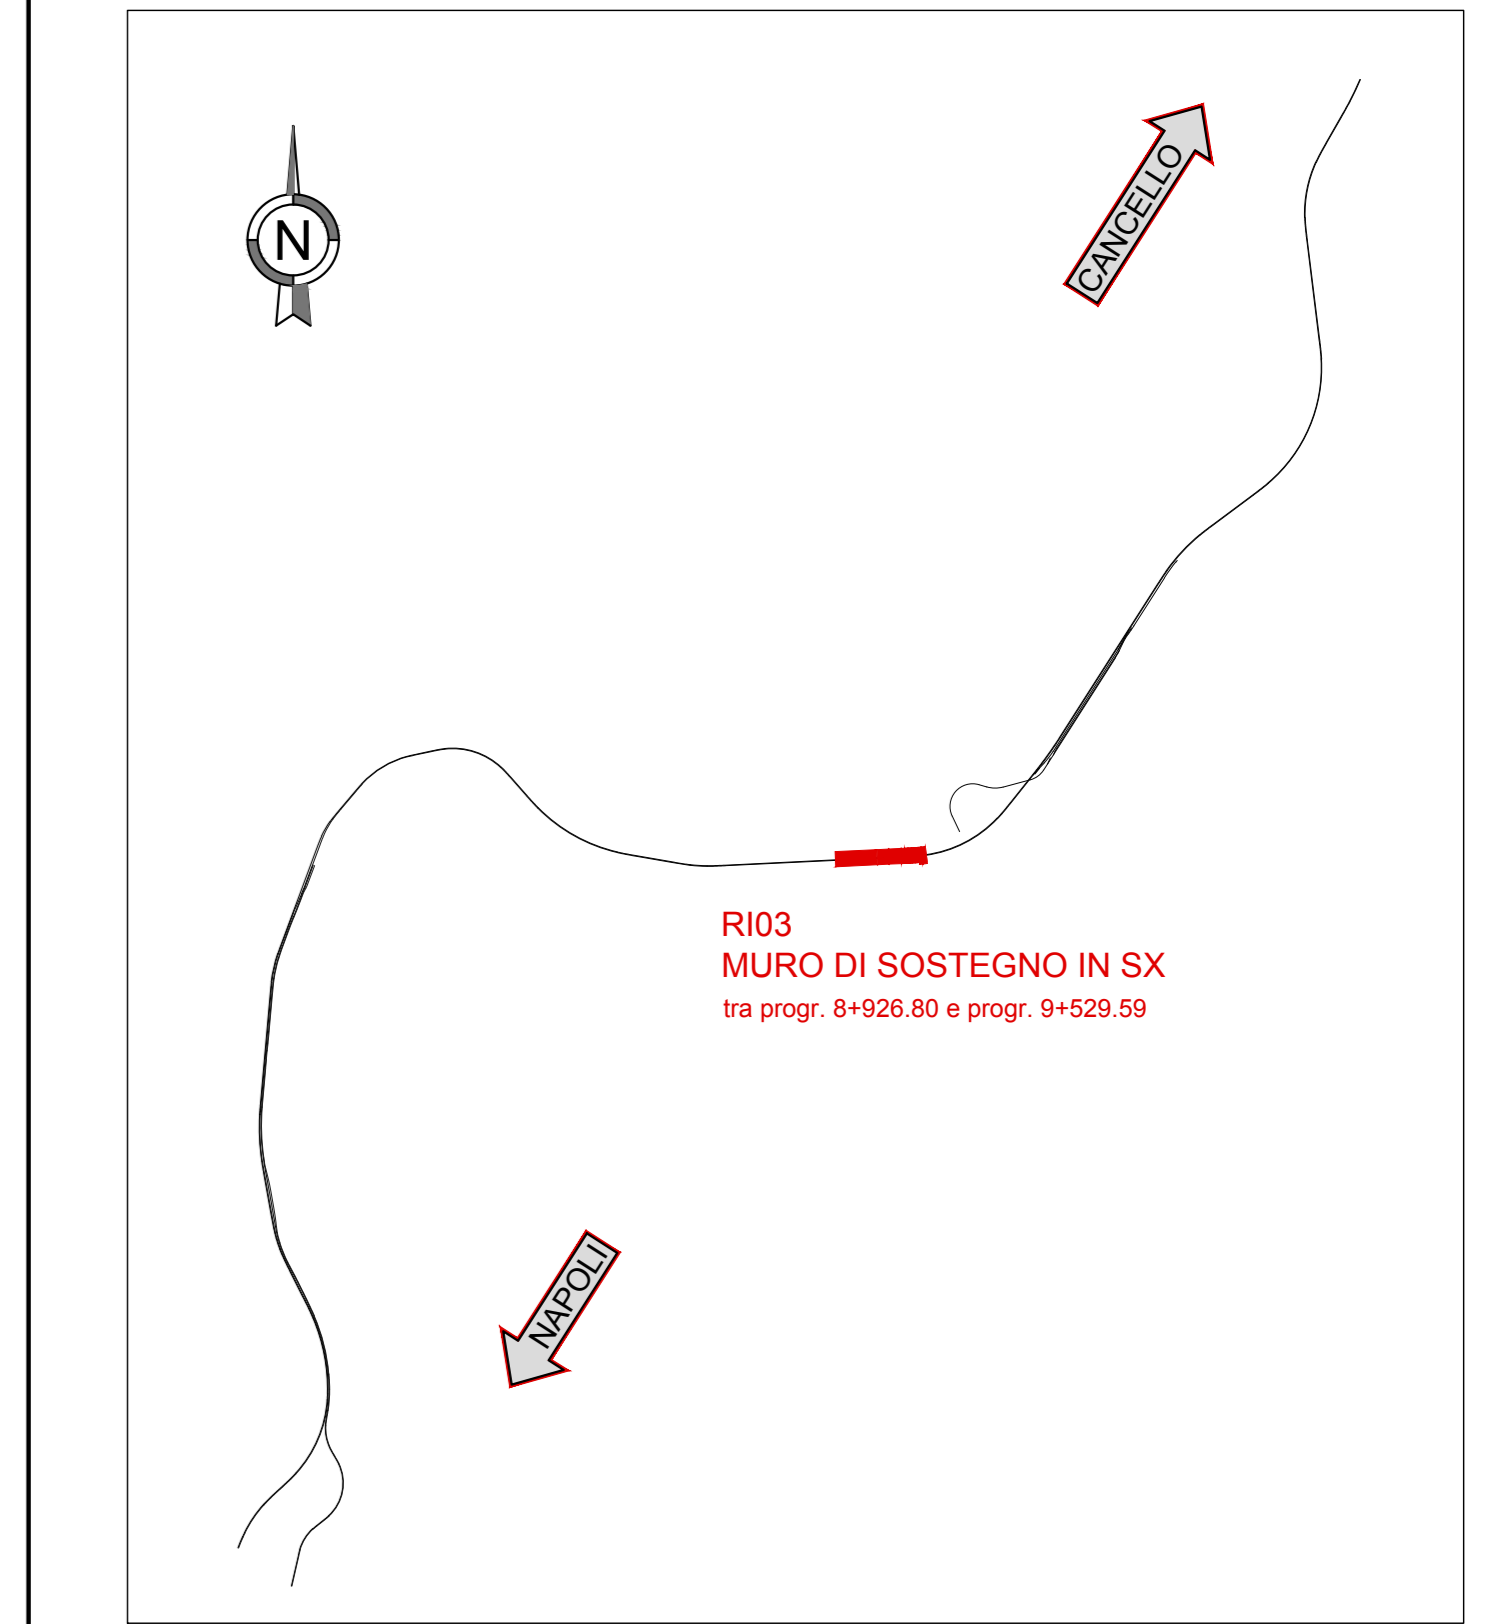 N
CANCELLO
RI03
MURO DI SOSTEGNO IN SX
tra progr. 8+926.80 e progr. 9+529.59
NAPOLI